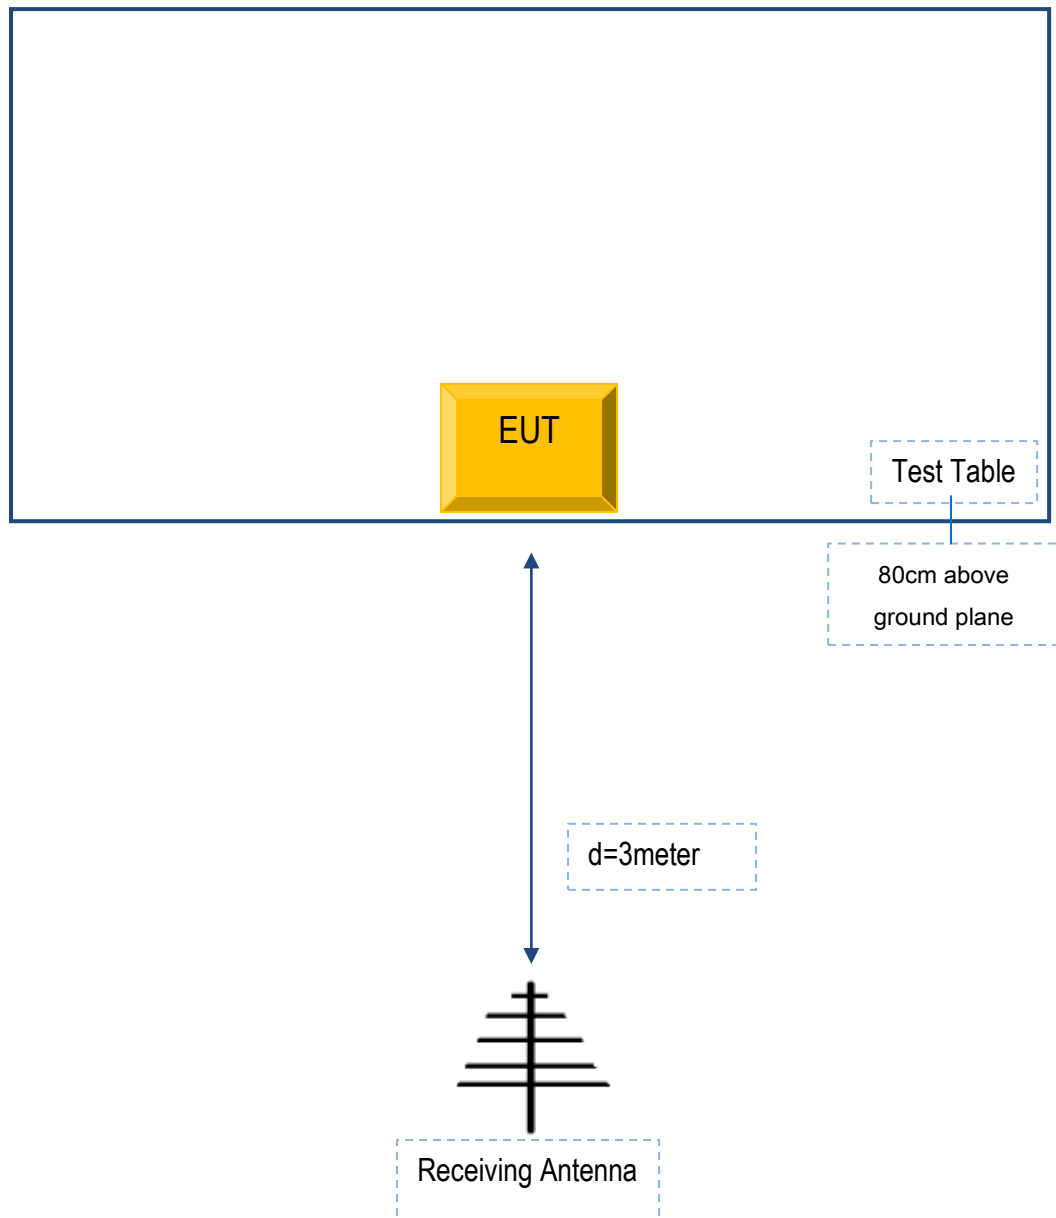 EUT
Test Table
80cm above
ground plane
d=3meter
Receiving Antenna